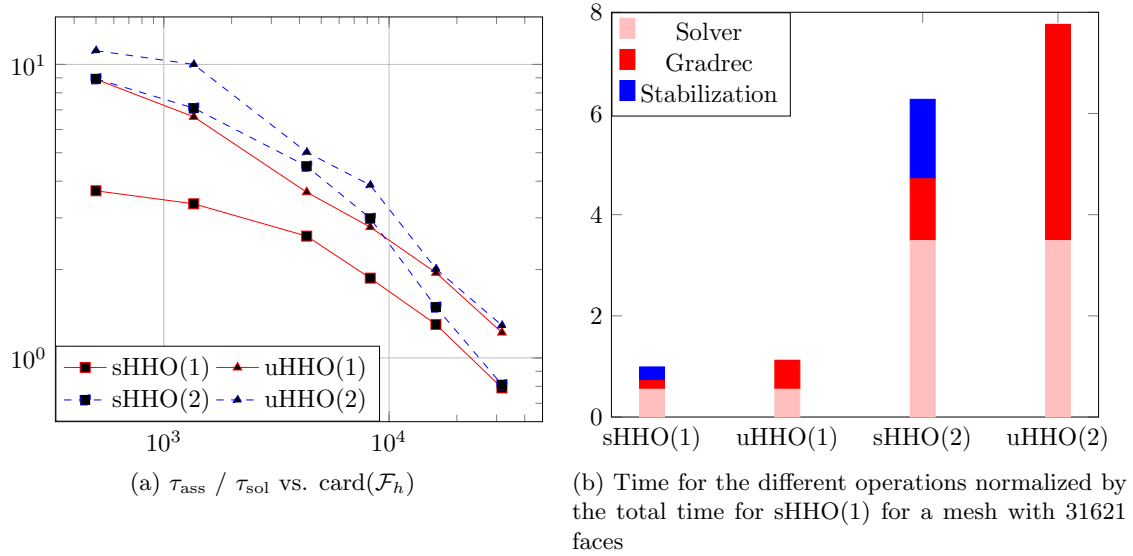 10^1
10^0
10^3
10^4
sHHO(1)
uHHO(1)
sHHO(2)
uHHO(2)
(a) τ_ass / τ_sol vs. card(ℱ_h)
8
6
4
2
0
Solver
Gradrec
Stabilization
sHHO(1)
uHHO(1)
sHHO(2)
uHHO(2)
(b) Time for the different operations normalized by
the total time for sHHO(1) for a mesh with 31621
faces